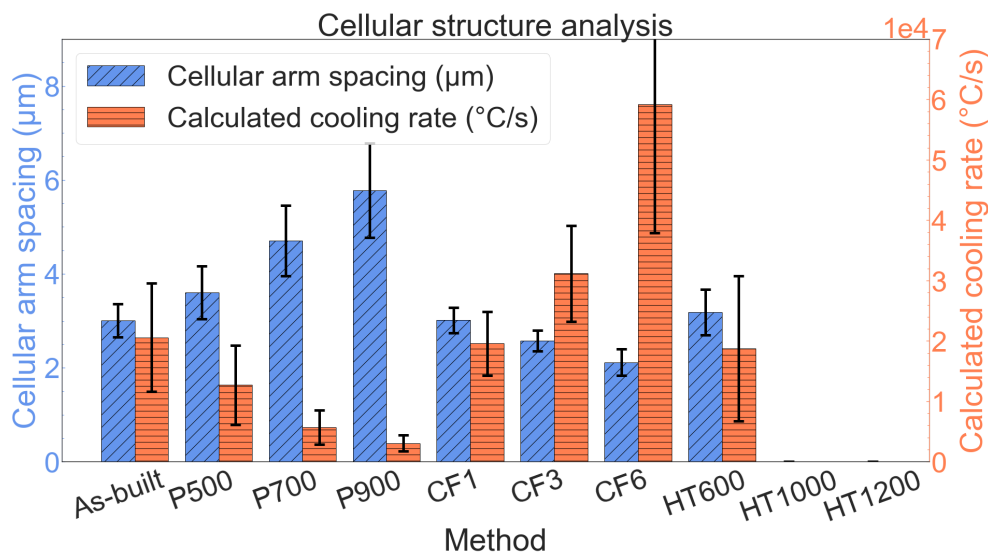 Cellular structure analysis
1e4
Cellular arm spacing (μm)
Calculated cooling rate (°C/s)
Cellular arm spacing (μm)
8
6
4
2
0
7
6
5
4
3
2
1
0
Calculated cooling rate (°C/s)
As-built
P500
P700
P900
CF1
CF3
CF6
HT600
HT1000
HT1200
Method